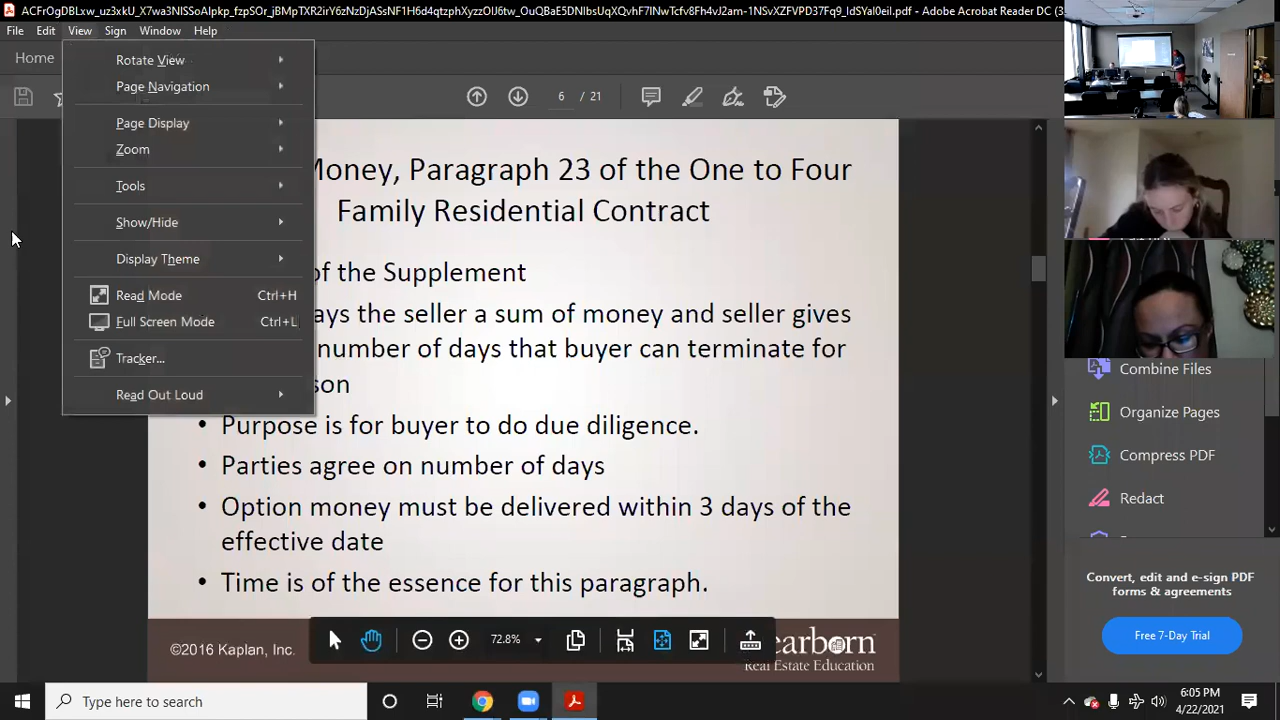 ACFrOgDBLxw_uz3xkU_X7wa3NISSoAlpkp_fzpSOr_jBMpTXR2irY6zNzDjASsNF1H6d4qtzphXyzzOIJ6tw_OuQBaE5DNIbsUqXQvhF7lNwTcfv8FhevJ2am-1NSvXZFVPD37Fq9_ldSYal0eil.pdf - Adobe Acrobat Reader DC (3
File Edit View Sign Window Help
Home
6 / 21
Rotate View
Page Navigation
Page Display
Zoom
Tools
Show/Hide
Display Theme
Read Mode Ctrl+H
Full Screen Mode Ctrl+L
Tracker...
Read Out Loud
Money, Paragraph 23 of the One to Four
Family Residential Contract
of the Supplement
ays the seller a sum of money and seller gives
number of days that buyer can terminate for
son
• Purpose is for buyer to do due diligence.
• Parties agree on number of days
• Option money must be delivered within 3 days of the
effective date
• Time is of the essence for this paragraph.
©2016 Kaplan, Inc.
72.8%
earborn
Real Estate Education
Combine Files
Organize Pages
Compress PDF
Redact
Convert, edit and e-sign PDF
forms & agreements
Free 7-Day Trial
Type here to search
6:05 PM
4/22/2021